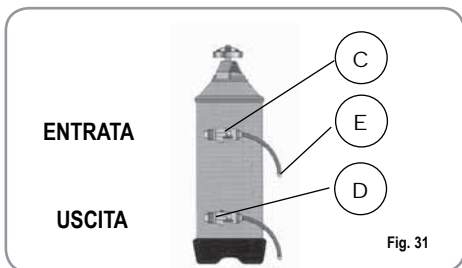 C
ENTRATA
E
D
USCITA
Fig. 31